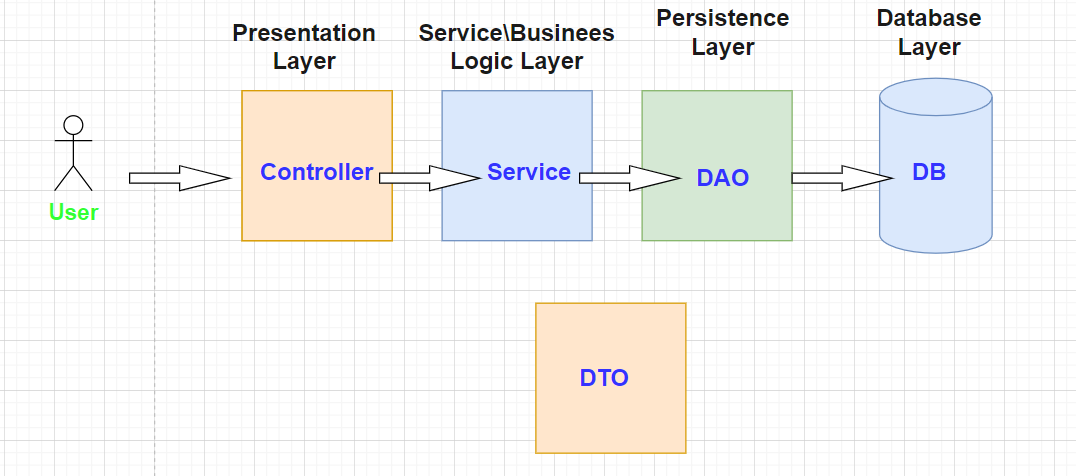 Presentation
Layer
Service\Businees
Logic Layer
Persistence
Layer
Database
Layer
User
Controller
Service
DAO
DB
DTO